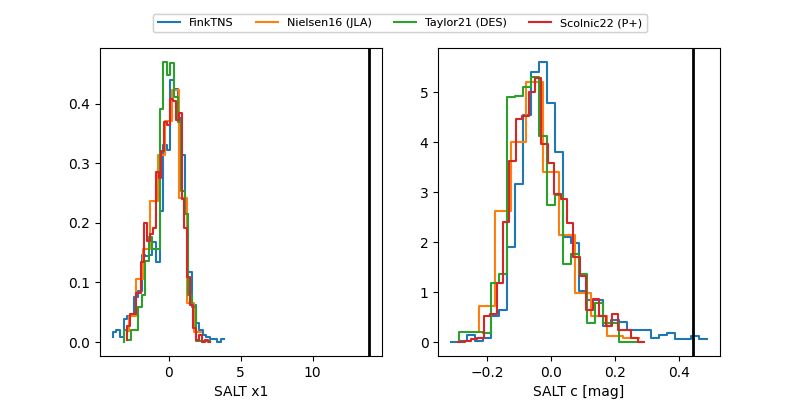 FinkTNS Nielsen16 (JLA) Taylor21 (DES) Scolnic22 (P+)
0.4
0.3
0.2
0.1
0.0
0 5 10
SALT x1
5
4
3
2
1
0
−0.2 0.0 0.2 0.4
SALT c [mag]